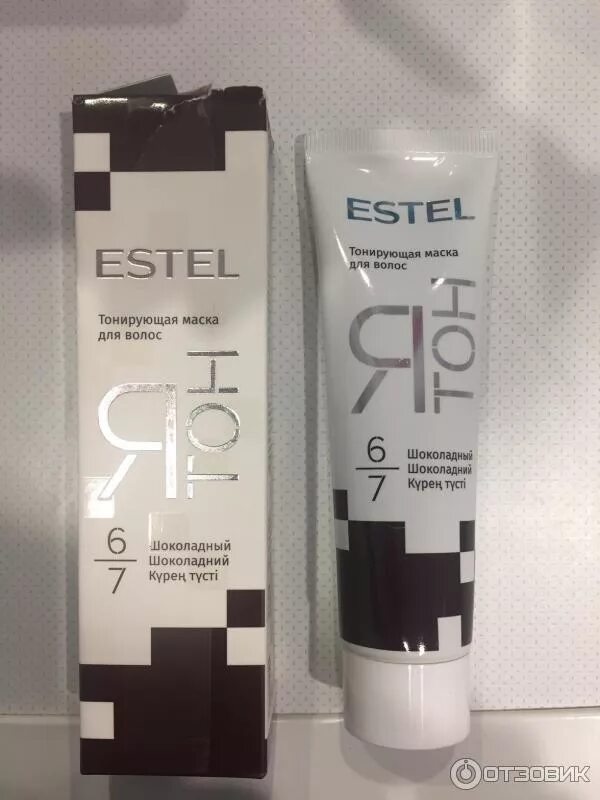 ESTEL
Тонирующая маска
для волос
Я
ТОН
6
7
Шоколадный
Шоколадний
Күрең түсті
ESTEL
Тонирующая маска
для волос
Я
ТОН
6
7
Шоколадный
Шоколадний
Күрең түсті
ОТЗОВИК